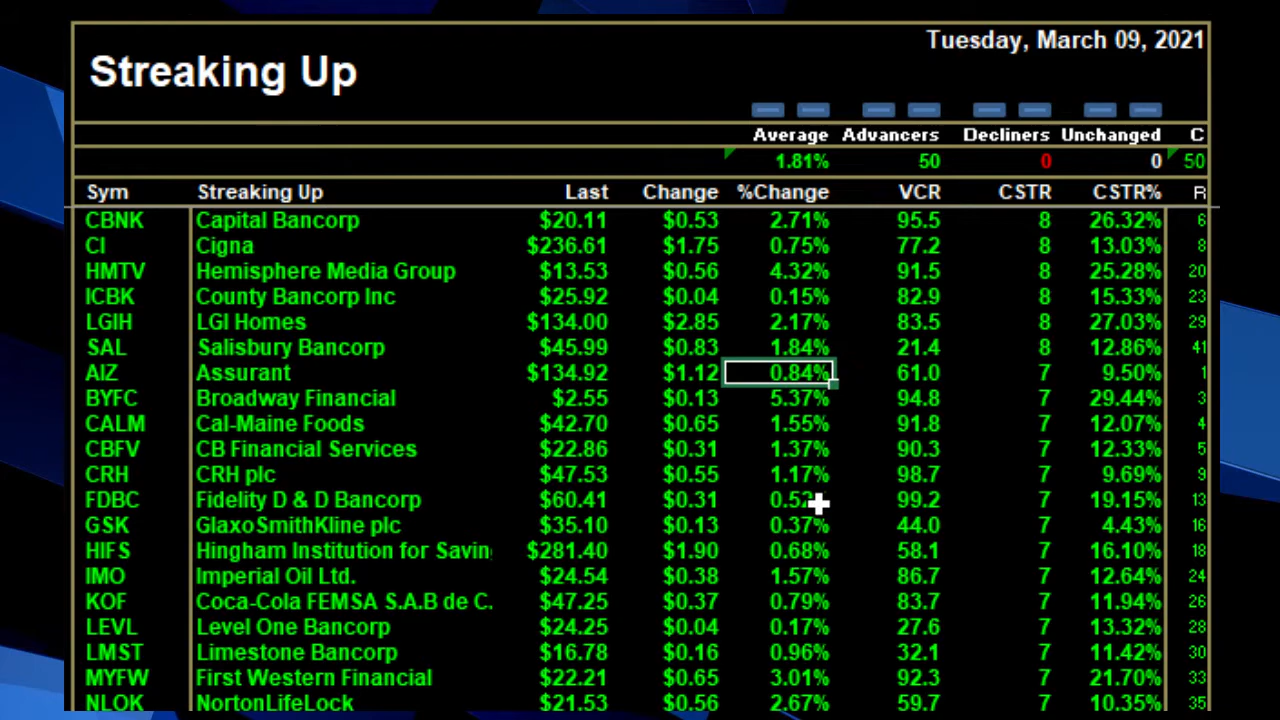 Tuesday, March 09, 2021
Streaking Up
Average Advancers Decliners Unchanged C
1.81% 50 0 0 50
Sym Streaking Up Last Change %Change VCR CSTR CSTR% R
CBNK Capital Bancorp $20.11 $0.53 2.71% 95.5 8 26.32% 6
CI Cigna $236.61 $1.75 0.75% 77.2 8 13.03% 8
HMTV Hemisphere Media Group $13.53 $0.56 4.32% 91.5 8 25.28% 20
ICBK County Bancorp Inc $25.92 $0.04 0.15% 82.9 8 15.33% 23
LGIH LGI Homes $134.00 $2.85 2.17% 83.5 8 27.03% 29
SAL Salisbury Bancorp $45.99 $0.83 1.84% 21.4 8 12.86% 41
AIZ Assurant $134.92 $1.12 0.84% 61.0 7 9.50% 1
BYFC Broadway Financial $2.55 $0.13 5.37% 94.8 7 29.44% 3
CALM Cal-Maine Foods $42.70 $0.65 1.55% 91.8 7 12.07% 4
CBFV CB Financial Services $22.86 $0.31 1.37% 90.3 7 12.33% 5
CRH CRH plc $47.53 $0.55 1.17% 98.7 7 9.69% 9
FDBC Fidelity D & D Bancorp $60.41 $0.31 99.2 7 19.15% 13
GSK GlaxoSmithKline plc $35.10 $0.13 0.37% 44.0 7 4.43% 16
HIFS Hingham Institution for Savin $281.40 $1.90 0.68% 58.1 7 16.10% 18
IMO Imperial Oil Ltd. $24.54 $0.38 1.57% 86.7 7 12.64% 24
KOF Coca-Cola FEMSA S.A.B de C. $47.25 $0.37 0.79% 83.7 7 11.94% 26
LEVL Level One Bancorp $24.25 $0.04 0.17% 27.6 7 13.32% 28
LMST Limestone Bancorp $16.78 $0.16 0.96% 32.1 7 11.42% 30
MYFW First Western Financial $22.21 $0.65 3.01% 92.3 7 21.70% 33
NLOK NortonLifeLock $21.53 $0.56 2.67% 59.7 7 10.35% 35